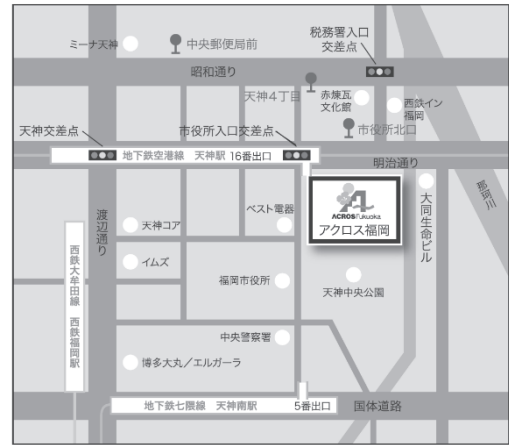 税務署入口
交差点
ミーナ天神
中央郵便局前
昭和通り
天神4丁目
赤煉瓦
文化館
西鉄イン
福岡
市役所北口
天神交差点
市役所入口交差点
地下鉄空港線 天神駅 16番出口
明治通り
那珂川
渡辺通り
ベスト電器
天神コア
ACROS Fukuoka
アクロス福岡
大同生命ビル
イムズ
西鉄大牟田線 西鉄福岡駅
福岡市役所
天神中央公園
中央警察署
博多大丸/エルガーラ
地下鉄七隈線 天神南駅 5番出口
国体道路